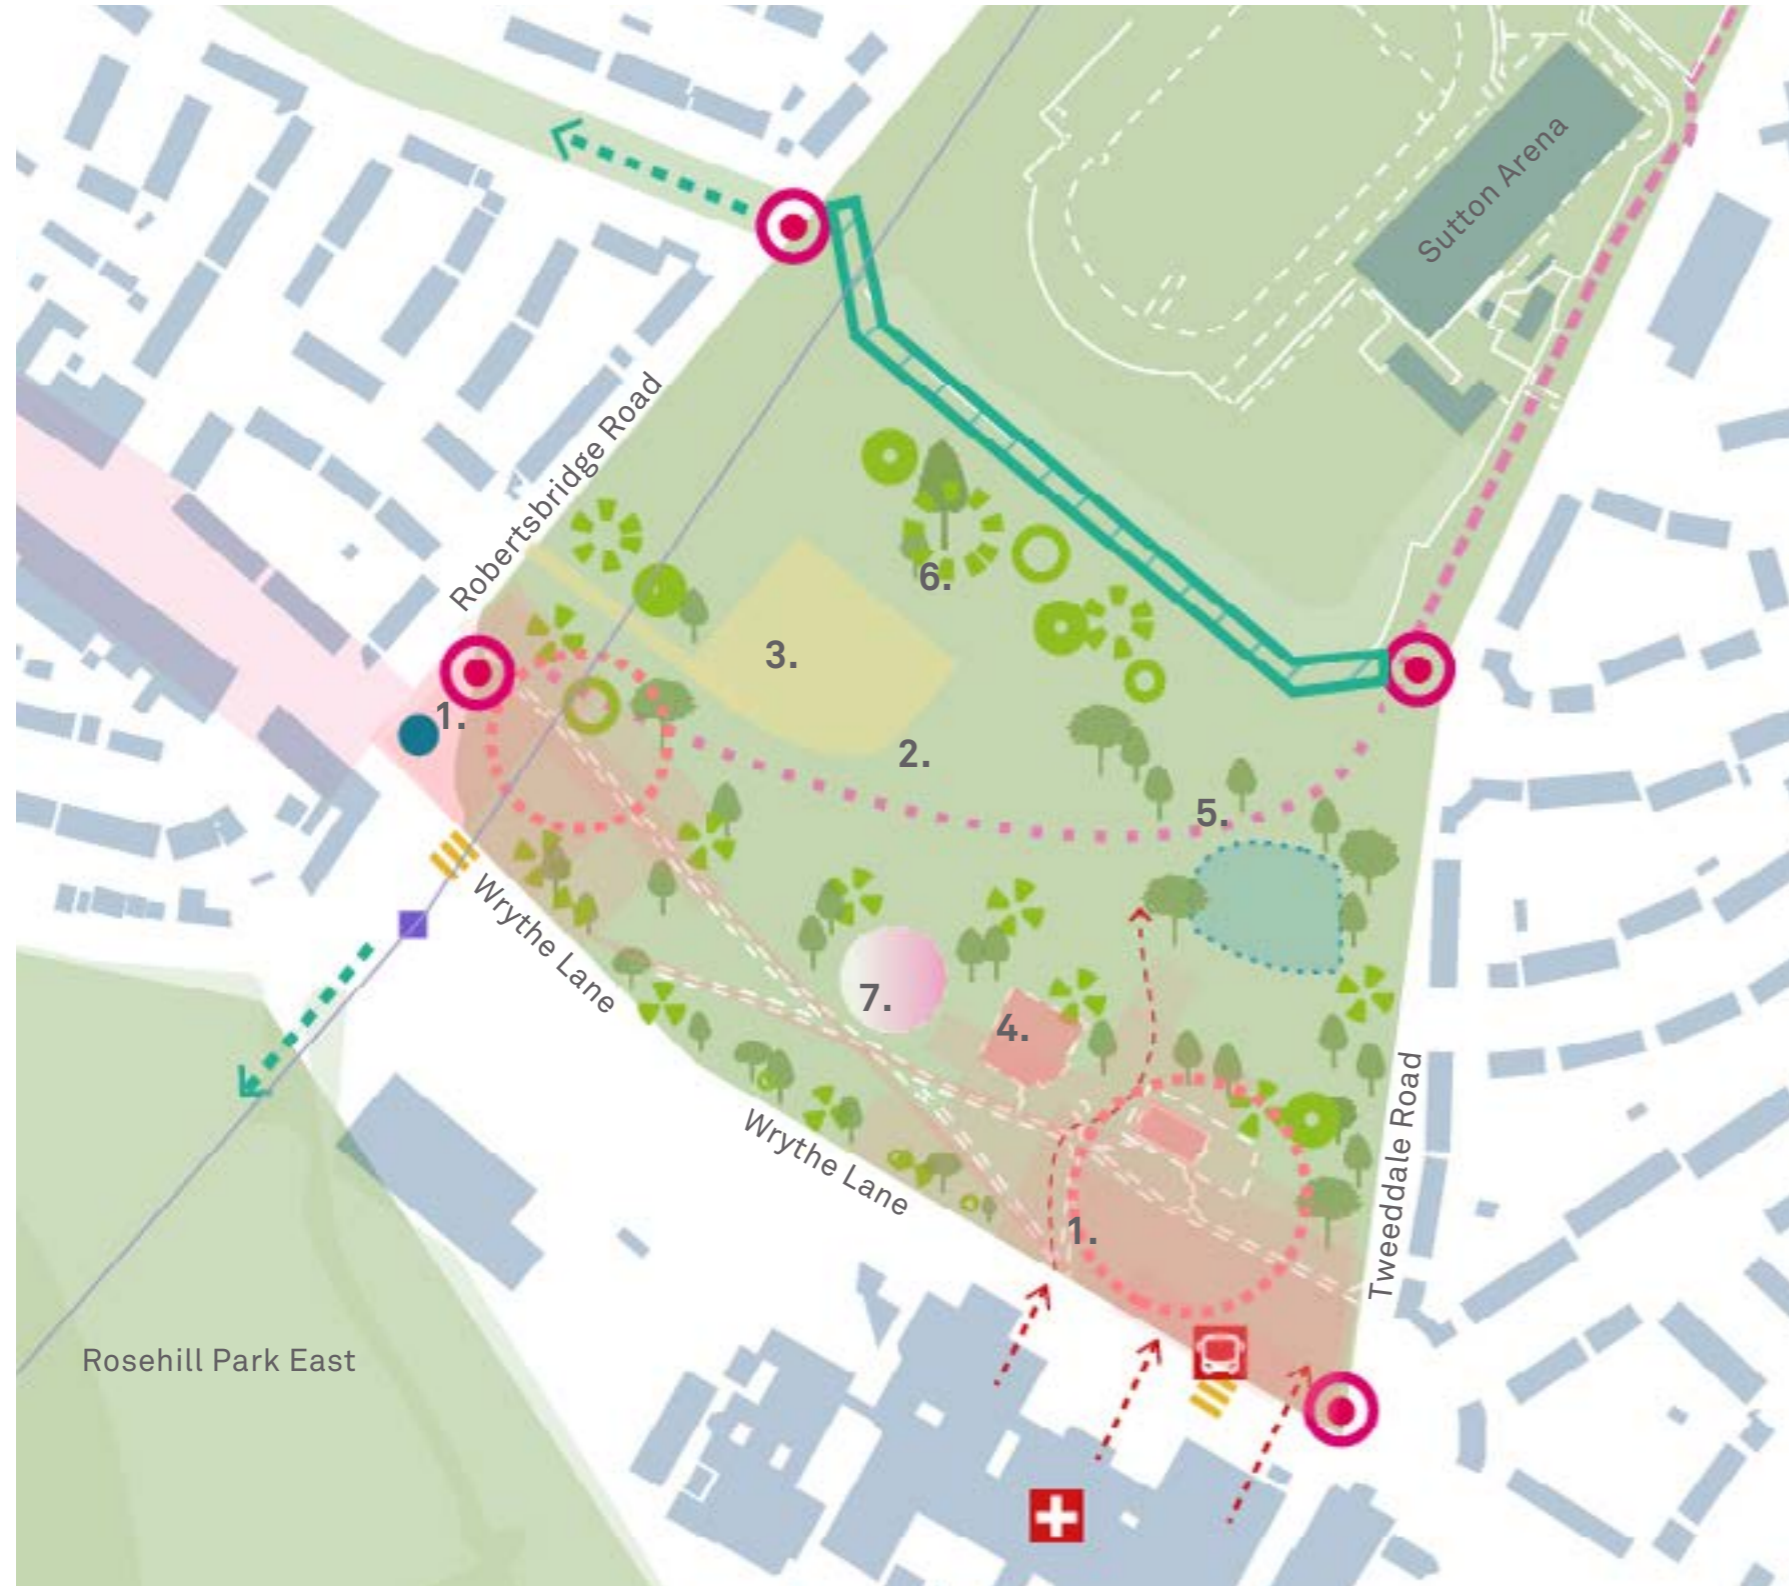 Sutton Arena
Robertsbridge Road
6.
3.
1.
2.
5.
Wrythe Lane
7.
4.
Wrythe Lane
Tweeddale Road
1.
Rosehill Park East